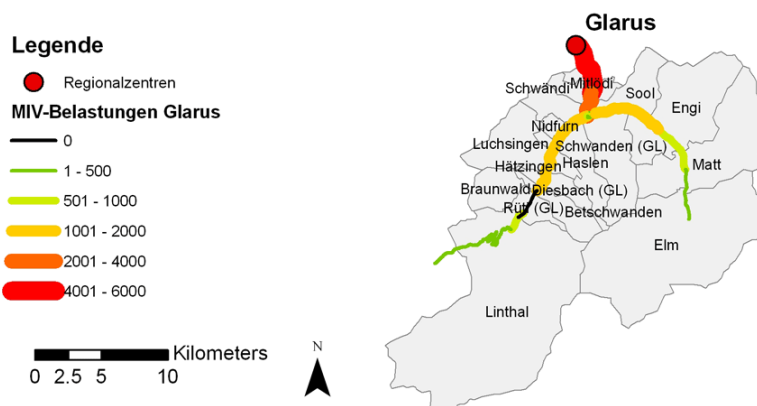 Legende
Regionalzentren
MIV-Belastungen Glarus
0
1 - 500
501 - 1000
1001 - 2000
2001 - 4000
4001 - 6000
Kilometers
0 2.5 5 10
N
Glarus
Mitlödi
Schwändi
Sool
Engi
Nidfurn
Luchsingen
Schwanden (GL)
Hätzingen
Haslen
Matt
Braunwald
Diesbach (GL)
Rüti (GL)
Betschwanden
Elm
Linthal